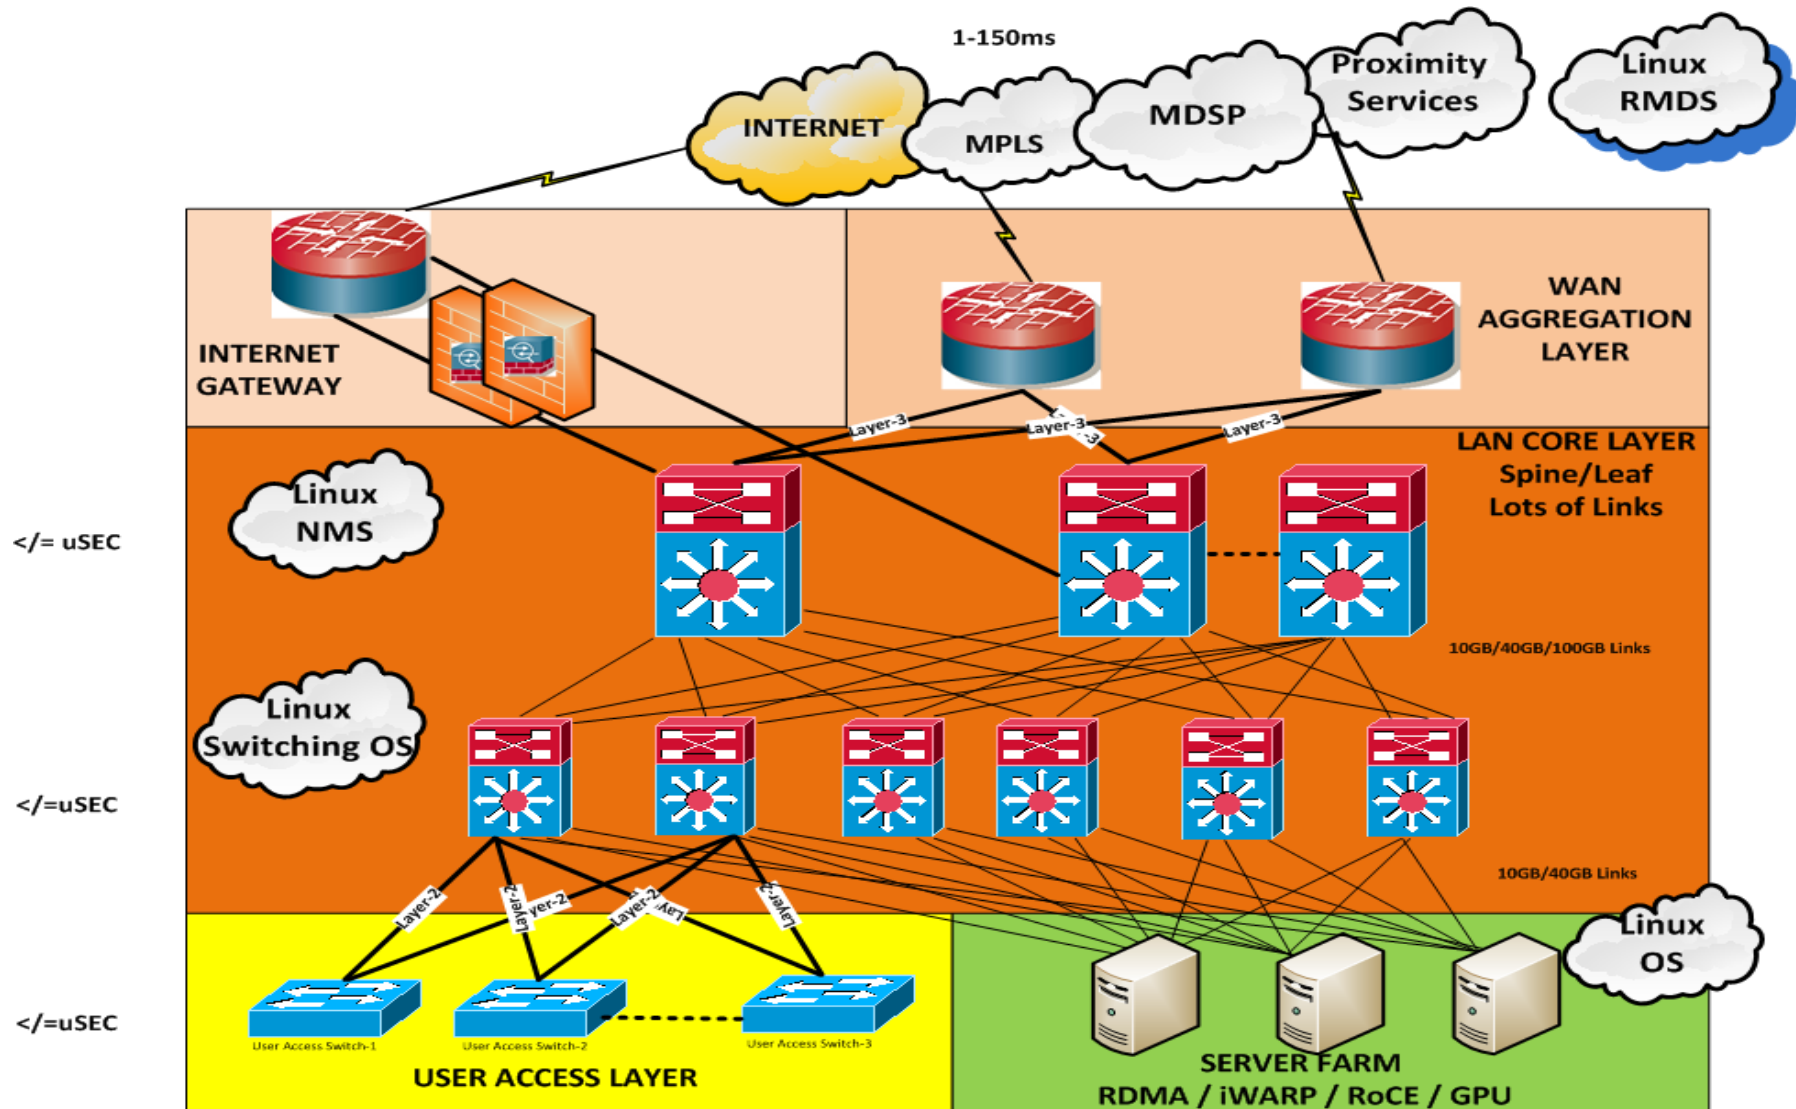 1-150ms
INTERNET
MPLS
MDSP
Proximity
Services
Linux
RMDS
INTERNET
GATEWAY
WAN
AGGREGATION
LAYER
Layer-3
Layer-3
-3
Layer-3
LAN CORE LAYER
Spine/Leaf
Lots of Links
Linux
NMS
</= uSEC
10GB/40GB/100GB Links
Linux
Switching OS
</=uSEC
10GB/40GB Links
Layer-2
Layer-2
yer-2
Layer-2
Lay
Layer-2
Linux
OS
</=uSEC
User Access Switch-1
User Access Switch-2
User Access Switch-3
USER ACCESS LAYER
SERVER FARM
RDMA / iWARP / RoCE / GPU